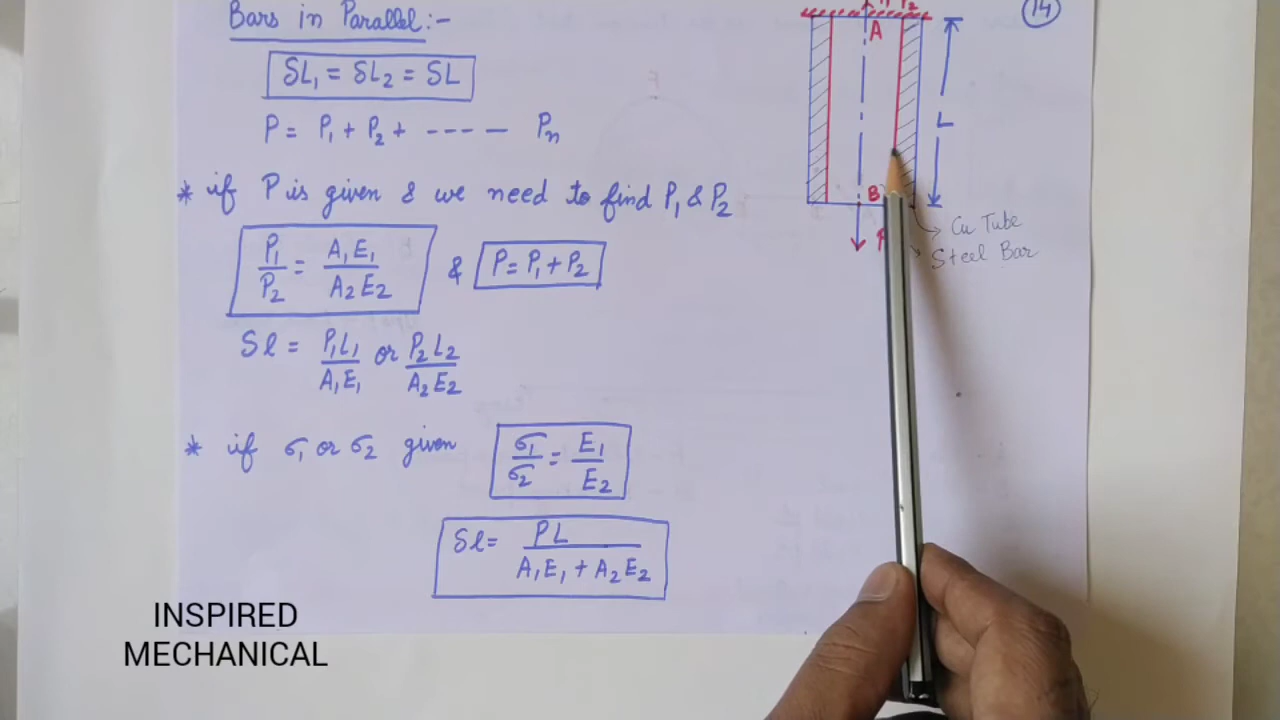 Bars in Parallel:-
14
δL₁ = δL₂ = δL
P = P₁ + P₂ + ------ Pn
* if P is given & we need to find P₁ & P₂
P₁/P₂ = A₁E₁/A₂E₂ & P = P₁ + P₂
δl = P₁L₁/A₁E₁ or P₂L₂/A₂E₂
* if σ₁ or σ₂ given σ₁/σ₂ = E₁/E₂
δl = PL/A₁E₁ + A₂E₂
A
L
B
Cu Tube
Steel Bar
INSPIRED
MECHANICAL